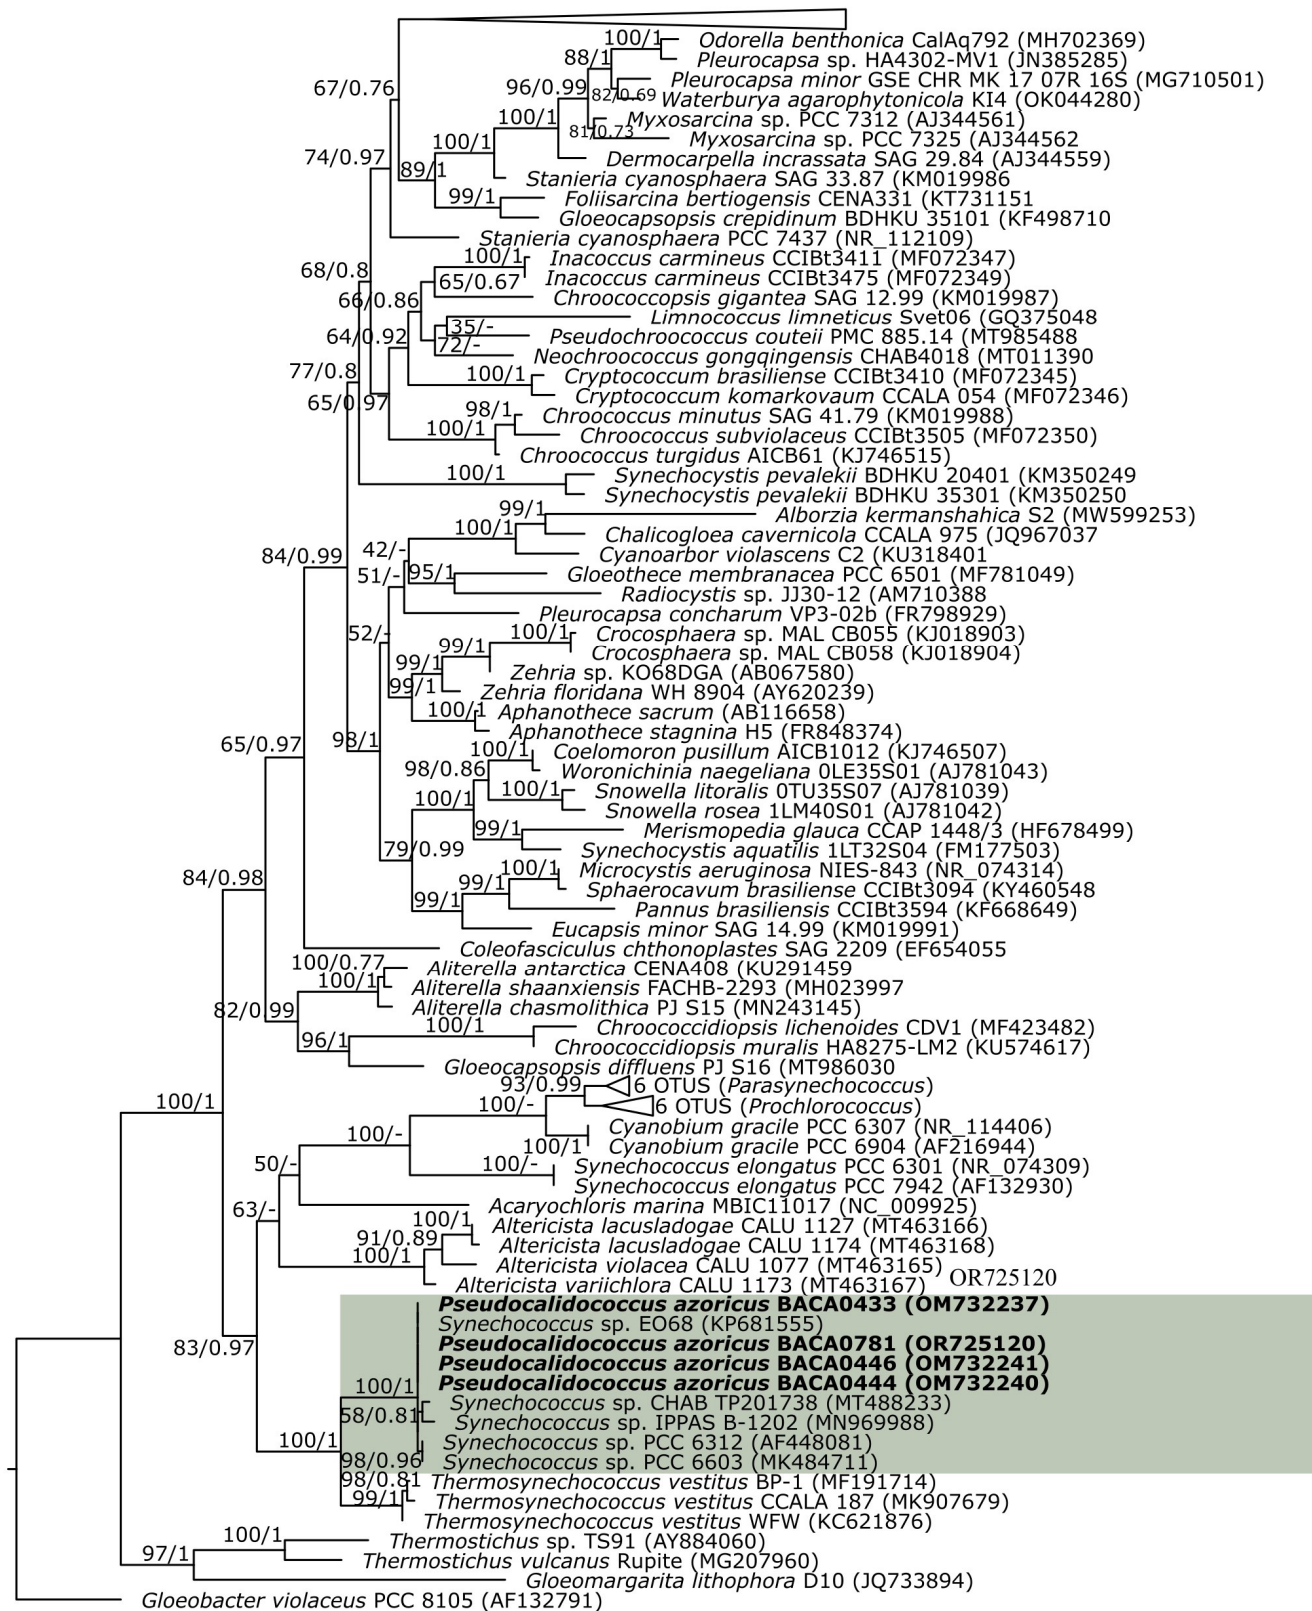 100/1 Odorella benthonica CalAq792 (MH702369)
88/1 Pleurocapsa sp. HA4302-MV1 (JN385285)
67/0.76 96/0.99 Pleurocapsa minor GSE CHR MK 17 07R 16S (MG710501)
82/0.69 Waterburya agarophytonicola KI4 (OK044280)
100/1 Myxosarcina sp. PCC 7312 (AJ344561)
81/0.73 Myxosarcina sp. PCC 7325 (AJ344562
74/0.97 100/1 Dermocarpella incrassata SAG 29.84 (AJ344559)
89/1 Stanieria cyanosphaera SAG 33.87 (KM019986
99/1 Foliisarcina bertiogensis CENA331 (KT731151
Gloeocapsopsis crepidinum BDHKU 35101 (KF498710
Stanieria cyanosphaera PCC 7437 (NR_112109)
100/1 Inacoccus carmineus CCIBt3411 (MF072347)
68/0.8 65/0.67 Inacoccus carmineus CCIBt3475 (MF072349)
66/0.86 Chroococcopsis gigantea SAG 12.99 (KM019987)
35/- Limnococcus limneticus Svet06 (GQ375048
64/0.92 Pseudochroococcus couteii PMC 885.14 (MT985488
72/- Neochroococcus gongqingensis CHAB4018 (MT011390
77/0.8 100/1 Cryptococcum brasiliense CCIBt3410 (MF072345)
65/0.97 Cryptococcum komarkovaum CCALA 054 (MF072346)
98/1 Chroococcus minutus SAG 41.79 (KM019988)
100/1 Chroococcus subviolaceus CCIBt3505 (MF072350)
Chroococcus turgidus AICB61 (KJ746515)
100/1 Synechocystis pevalekii BDHKU 20401 (KM350249
Synechocystis pevalekii BDHKU 35301 (KM350250
99/1 Alborzia kermanshahica S2 (MW599253)
100/1 Chalicogloea cavernicola CCALA 975 (JQ967037
84/0.99 42/- Cyanoarbor violascens C2 (KU318401
51/- 95/1 Gloeothece membranacea PCC 6501 (MF781049)
Radiocystis sp. JJ30-12 (AM710388
Pleurocapsa concharum VP3-02b (FR798929)
52/- 100/1 Crocosphaera sp. MAL CB055 (KJ018903)
99/1 Crocosphaera sp. MAL CB058 (KJ018904)
99/1 Zehria sp. KO68DGA (AB067580)
99/1 Zehria floridana WH 8904 (AY620239)
100/1 Aphanothece sacrum (AB116658)
Aphanothece stagnina H5 (FR848374)
65/0.97 98/1 100/1 Coelomoron pusillum AICB1012 (KJ746507)
98/0.86 Woronichinia naegeliana 0LE35S01 (AJ781043)
100/1 100/1 Snowella litoralis 0TU35S07 (AJ781039)
Snowella rosea 1LM40S01 (AJ781042)
99/1 Merismopedia glauca CCAP 1448/3 (HF678499)
79/0.99 Synechocystis aquatilis 1LT32S04 (FM177503)
84/0.98 100/1 Microcystis aeruginosa NIES-843 (NR_074314)
99/1 Sphaerocavum brasiliense CCIBt3094 (KY460548
99/1 Pannus brasiliensis CCIBt3594 (KF668649)
Eucapsis minor SAG 14.99 (KM019991)
Coleofasciculus chthonoplastes SAG 2209 (EF654055
100/0.77 Aliterella antarctica CENA408 (KU291459
100/1 Aliterella shaanxiensis FACHB-2293 (MH023997
82/0.99 Aliterella chasmolithica PJ S15 (MN243145)
100/1 Chroococcidiopsis lichenoides CDV1 (MF423482)
96/1 Chroococcidiopsis muralis HA8275-LM2 (KU574617)
Gloeocapsopsis diffluens PJ S16 (MT986030
93/0.99 6 OTUS (Parasynechococcus)
100/1 100/- 6 OTUS (Prochlorococcus)
100/- Cyanobium gracile PCC 6307 (NR_114406)
100/1 Cyanobium gracile PCC 6904 (AF216944)
50/- 100/- Synechococcus elongatus PCC 6301 (NR_074309)
Synechococcus elongatus PCC 7942 (AF132930)
63/- Acaryochloris marina MBIC11017 (NC_009925)
100/1 Altericista lacusladogae CALU 1127 (MT463166)
91/0.89 Altericista lacusladogae CALU 1174 (MT463168)
100/1 Altericista violacea CALU 1077 (MT463165)
Altericista variichlora CALU 1173 (MT463167) OR725120
Pseudocalidococcus azoricus BACA0433 (OM732237)
Synechococcus sp. EO68 (KP681555)
83/0.97 Pseudocalidococcus azoricus BACA0781 (OR725120)
Pseudocalidococcus azoricus BACA0446 (OM732241)
100/1 Pseudocalidococcus azoricus BACA0444 (OM732240)
Synechococcus sp. CHAB TP201738 (MT488233)
58/0.81 Synechococcus sp. IPPAS B-1202 (MN969988)
100/1 Synechococcus sp. PCC 6312 (AF448081)
98/0.96 Synechococcus sp. PCC 6603 (MK484711)
98/0.81 Thermosynechococcus vestitus BP-1 (MF191714)
99/1 Thermosynechococcus vestitus CCALA 187 (MK907679)
Thermosynechococcus vestitus WFW (KC621876)
100/1 Thermostichus sp. TS91 (AY884060)
97/1 Thermostichus vulcanus Rupite (MG207960)
Gloeomargarita lithophora D10 (JQ733894)
Gloeobacter violaceus PCC 8105 (AF132791)